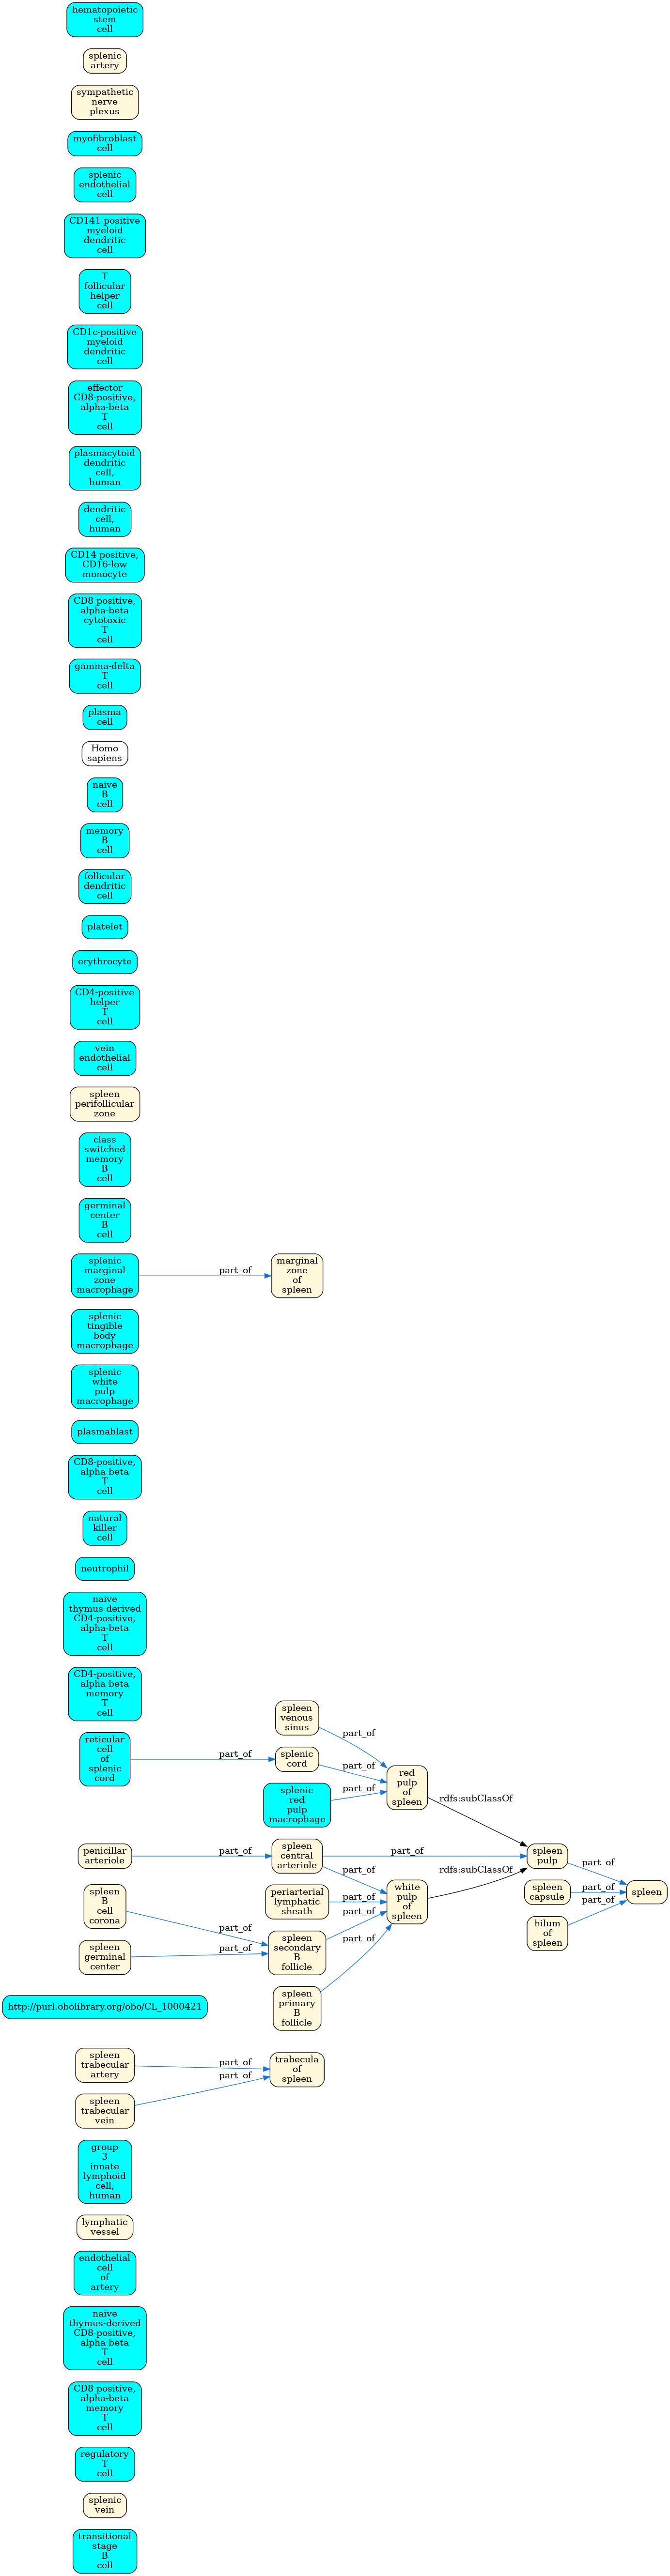 hematopoietic
stem
cell
splenic
artery
sympathetic
nerve
plexus
myofibroblast
cell
splenic
endothelial
cell
CD141-positive
myeloid
dendritic
cell
T
follicular
helper
cell
CD1c-positive
myeloid
dendritic
cell
effector
CD8-positive,
alpha-beta
T
cell
plasmacytoid
dendritic
cell,
human
dendritic
cell,
human
CD14-positive,
CD16-low
monocyte
CD8-positive,
alpha-beta
cytotoxic
T
cell
gamma-delta
T
cell
plasma
cell
Homo
sapiens
naive
B
cell
memory
B
cell
follicular
dendritic
cell
platelet
erythrocyte
CD4-positive
helper
T
cell
vein
endothelial
cell
spleen
perifollicular
zone
class
switched
memory
B
cell
germinal
center
B
cell
splenic
marginal
zone
macrophage
part_of
marginal
zone
of
spleen
splenic
tingible
body
macrophage
splenic
white
pulp
macrophage
plasmablast
CD8-positive,
alpha-beta
T
cell
natural
killer
cell
neutrophil
naive
thymus-derived
CD4-positive,
alpha-beta
T
cell
CD4-positive,
alpha-beta
memory
T
cell
spleen
venous
sinus
part_of
reticular
cell
of
splenic
cord
part_of
splenic
cord
part_of
red
pulp
of
spleen
rdfs:subClassOf
splenic
red
pulp
macrophage
part_of
penicillar
arteriole
part_of
spleen
central
arteriole
part_of
part_of
spleen
pulp
part_of
spleen
B
cell
corona
part_of
periarterial
lymphatic
sheath
part_of
white
pulp
of
spleen
rdfs:subClassOf
spleen
capsule
part_of
spleen
spleen
germinal
center
part_of
spleen
secondary
B
follicle
part_of
hilum
of
spleen
part_of
spleen
primary
B
follicle
part_of
http://purl.obolibrary.org/obo/CL_1000421
spleen
trabecular
artery
part_of
trabecula
of
spleen
spleen
trabecular
vein
part_of
group
3
innate
lymphoid
cell,
human
lymphatic
vessel
endothelial
cell
of
artery
naive
thymus-derived
CD8-positive,
alpha-beta
T
cell
CD8-positive,
alpha-beta
memory
T
cell
regulatory
T
cell
splenic
vein
transitional
stage
B
cell